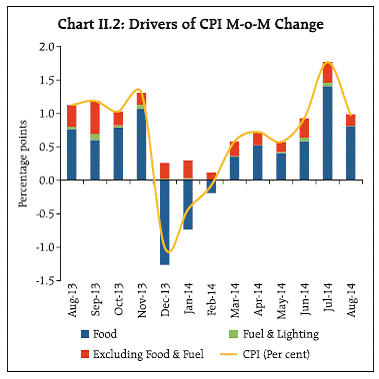 Chart II.2: Drivers of CPI M-o-M Change
Percentage points
2.0
1.5
1.0
0.5
0.0
-0.5
-1.0
-1.5
Aug-13
Sep-13
Oct-13
Nov-13
Dec-13
Jan-14
Feb-14
Mar-14
Apr-14
May-14
Jun-14
Jul-14
Aug-14
Food
Fuel & Lighting
Excluding Food & Fuel
CPI (Per cent)